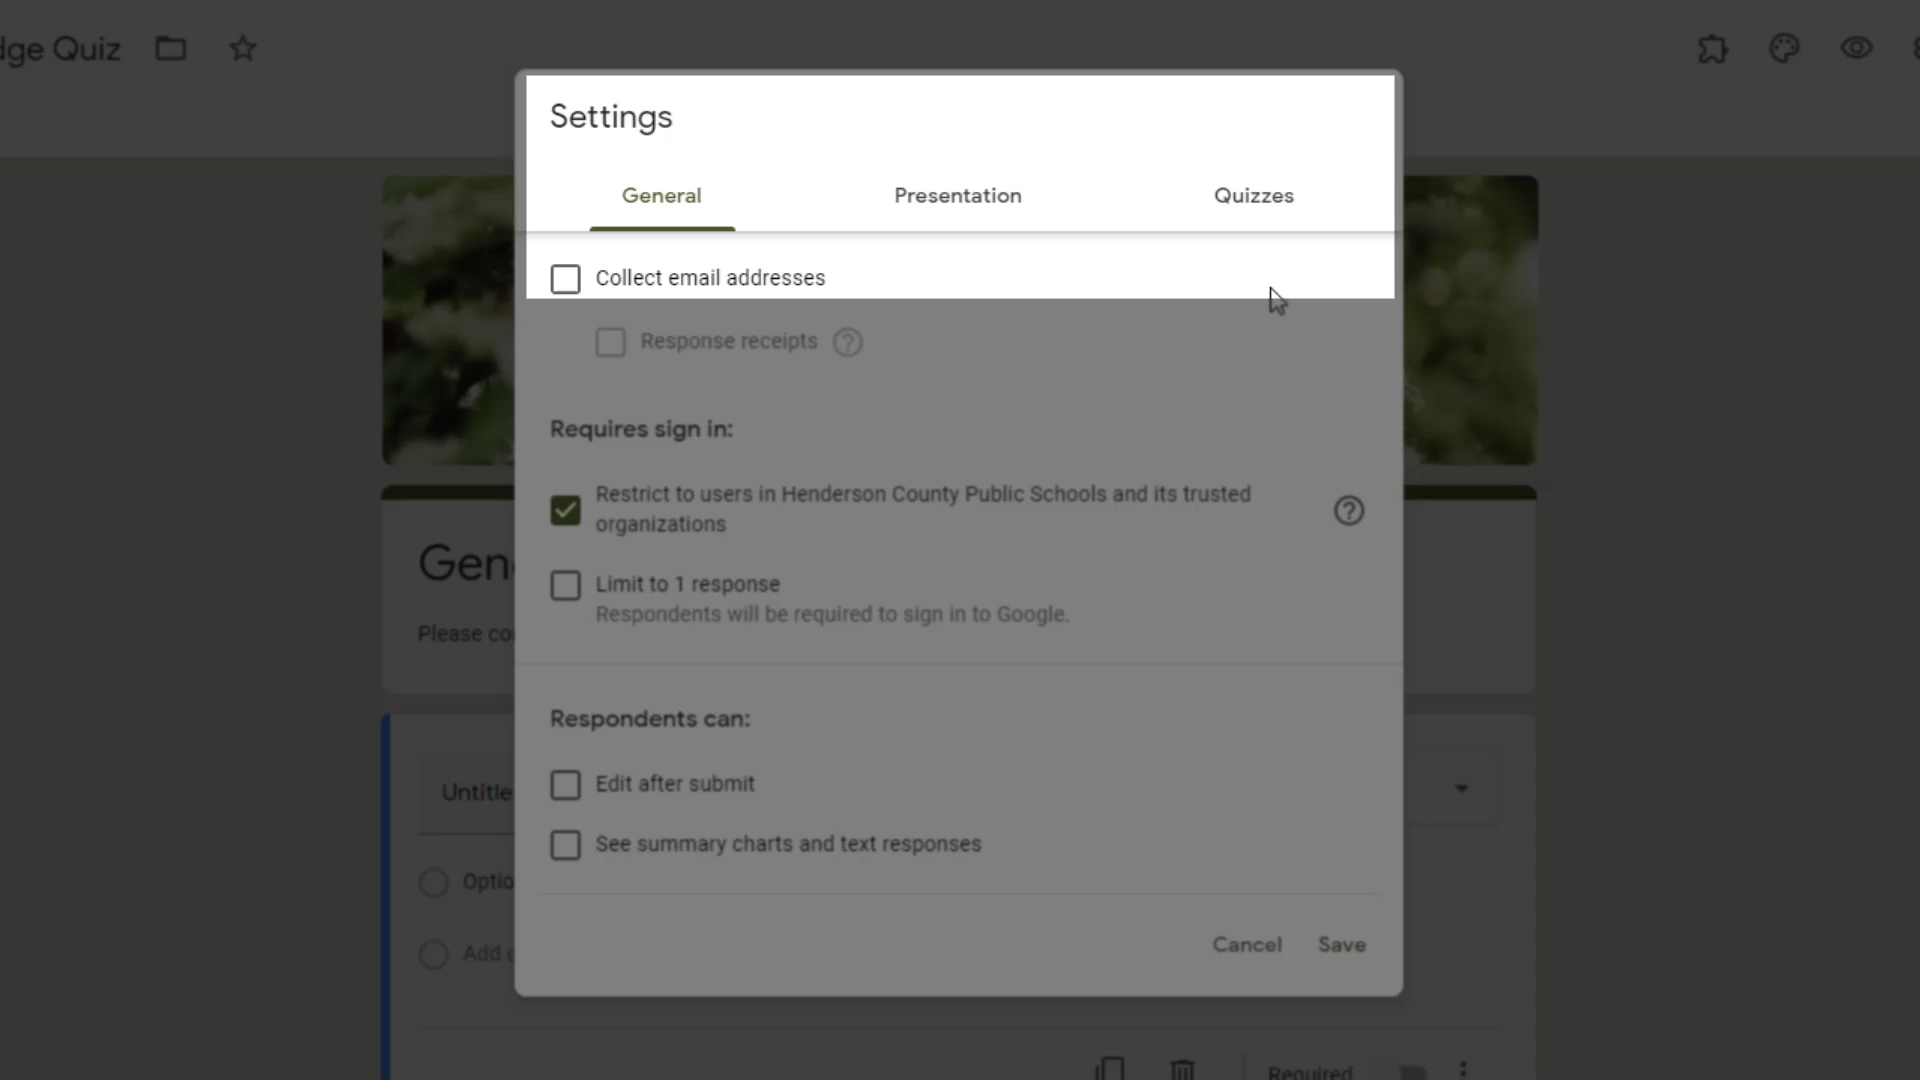 dge Quiz
Settings
General Presentation Quizzes
Collect email addresses
Response receipts
Requires sign in:
Restrict to users in Henderson County Public Schools and its trusted
organizations
Limit to 1 response
Respondents will be required to sign in to Google.
Gen
Please co
Respondents can:
Edit after submit
Untitle
See summary charts and text responses
Optio
Add
Cancel Save
Required